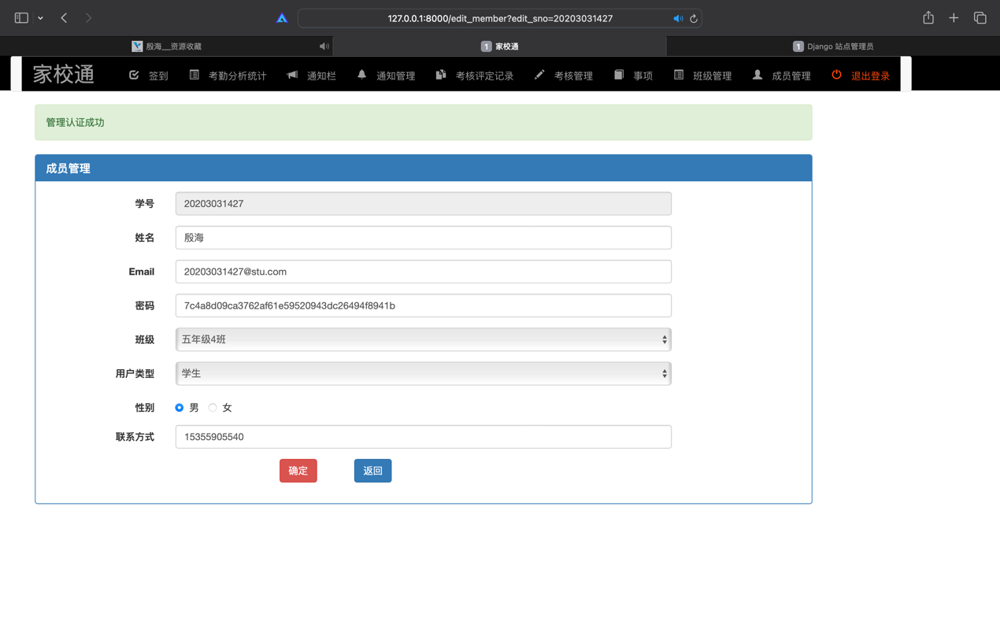 127.0.0.1:8000/edit_member?edit_sno=20203031427
殷海__资源收藏
1 家校通
1 Django 站点管理员
家校通 签到 考勤分析统计 通知栏 通知管理 考核评定记录 考核管理 事项 班级管理 成员管理 退出登录
管理认证成功
成员管理
学号 20203031427
姓名 殷海
Email 20203031427@stu.com
密码 7c4a8d09ca3762af61e59520943dc26494f8941b
班级 五年级4班
用户类型 学生
性别 男 女
联系方式 15355905540
确定 返回